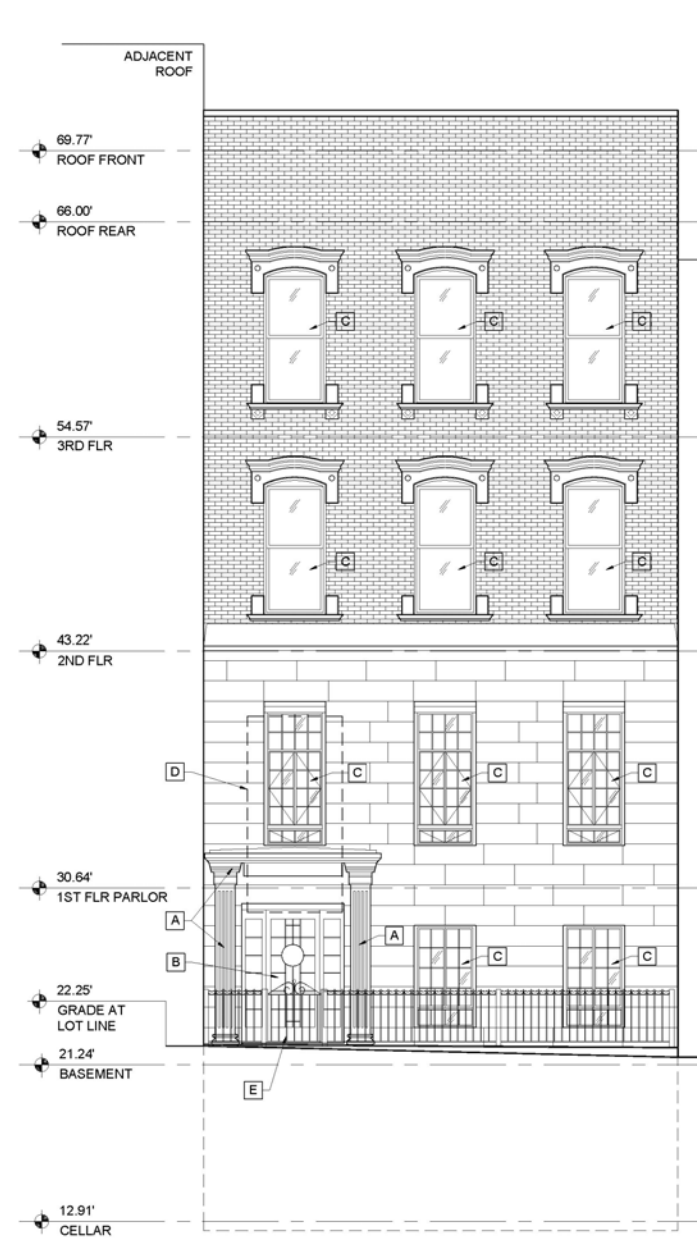 ADJACENT
ROOF
69.77'
ROOF FRONT
66.00'
ROOF REAR
C C C
54.57'
3RD FLR
C C C
43.22'
2ND FLR
D C C C
30.64'
1ST FLR PARLOR
A
A
B
C C
22.25'
GRADE AT
LOT LINE
21.24'
BASEMENT
E
12.91'
CELLAR